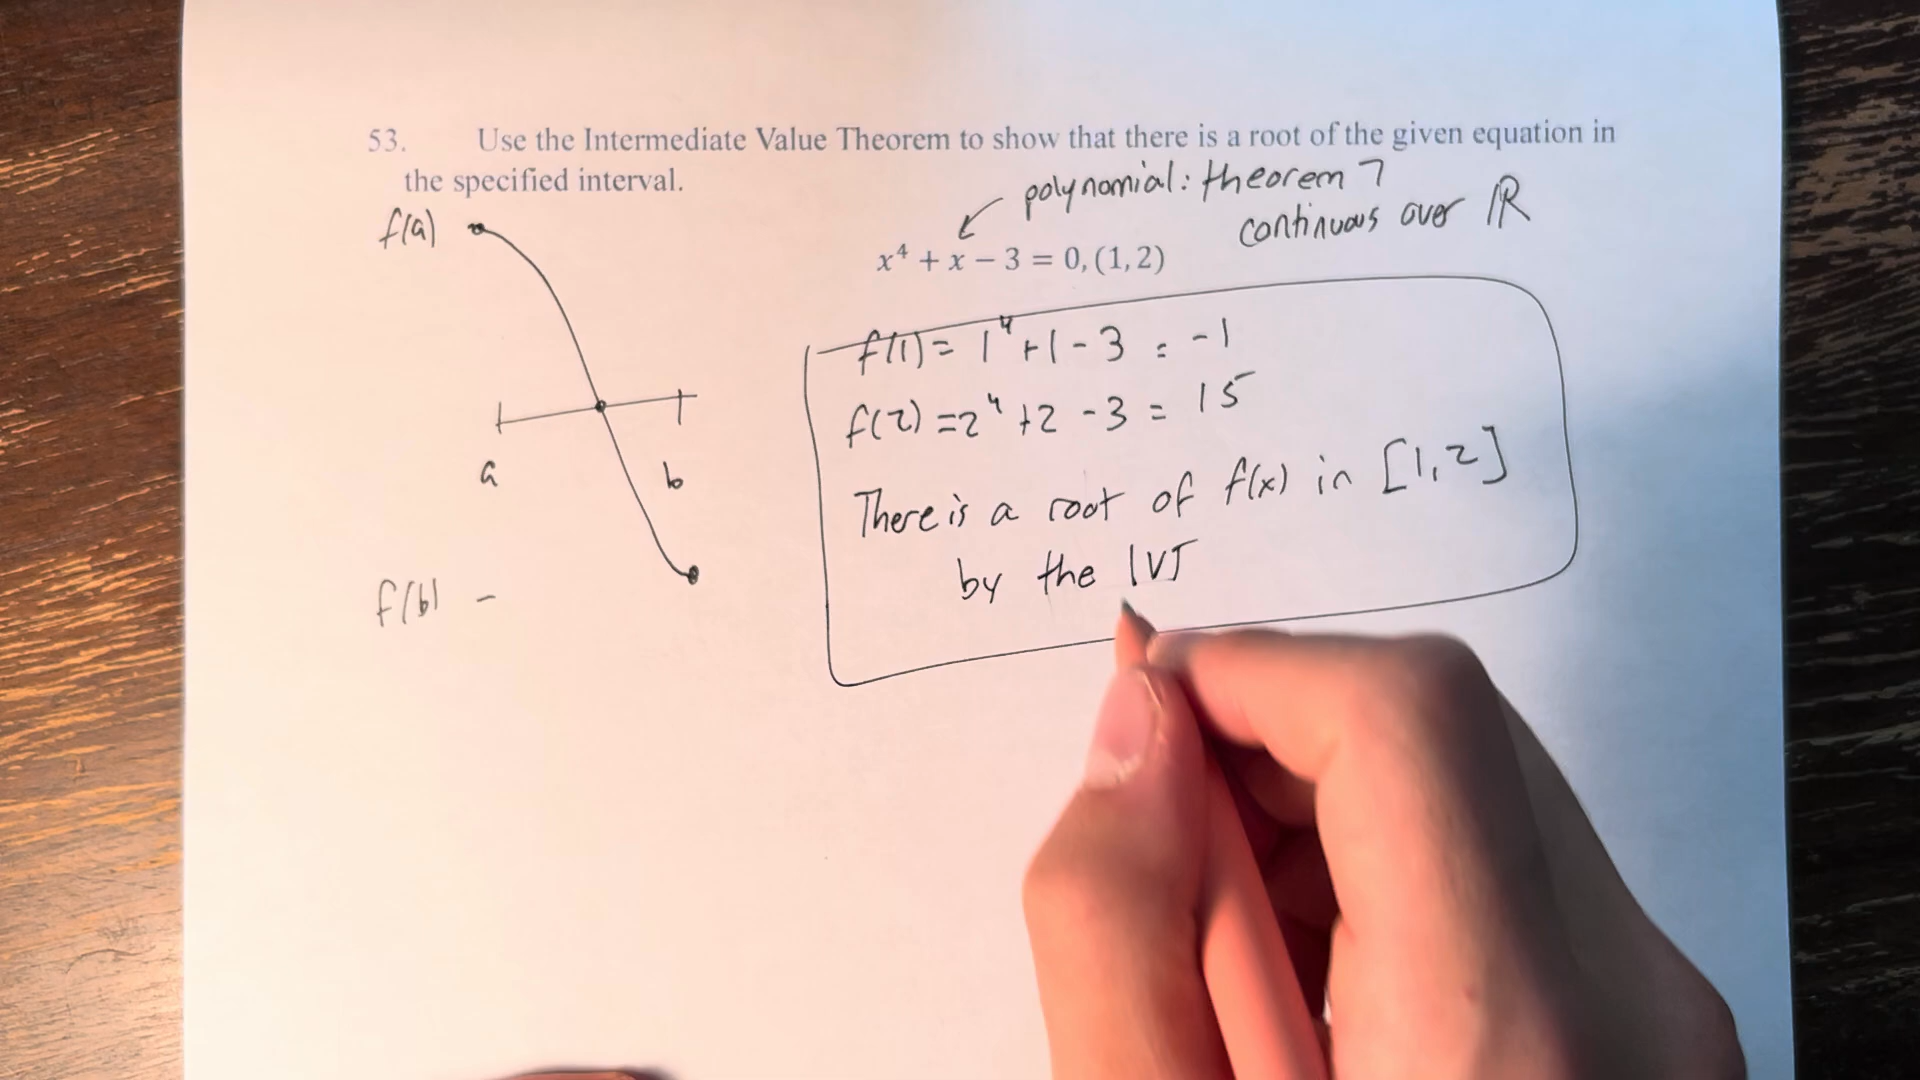 53. Use the Intermediate Value Theorem to show that there is a root of the given equation in
the specified interval.
polynomial: theorem 7
continuous over ℝ
x⁴ + x − 3 = 0, (1, 2)
f(a)
a
b
f(b) -
f(1) = 1⁴ + 1 - 3 = -1
f(2) = 2⁴ + 2 - 3 = 15
There is a root of f(x) in [1, 2]
by the IVT